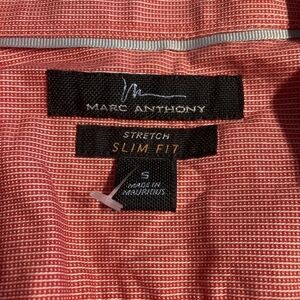 MARC ANTHONY
STRETCH
SLIM FIT
S
MADE IN
MAURITIUS